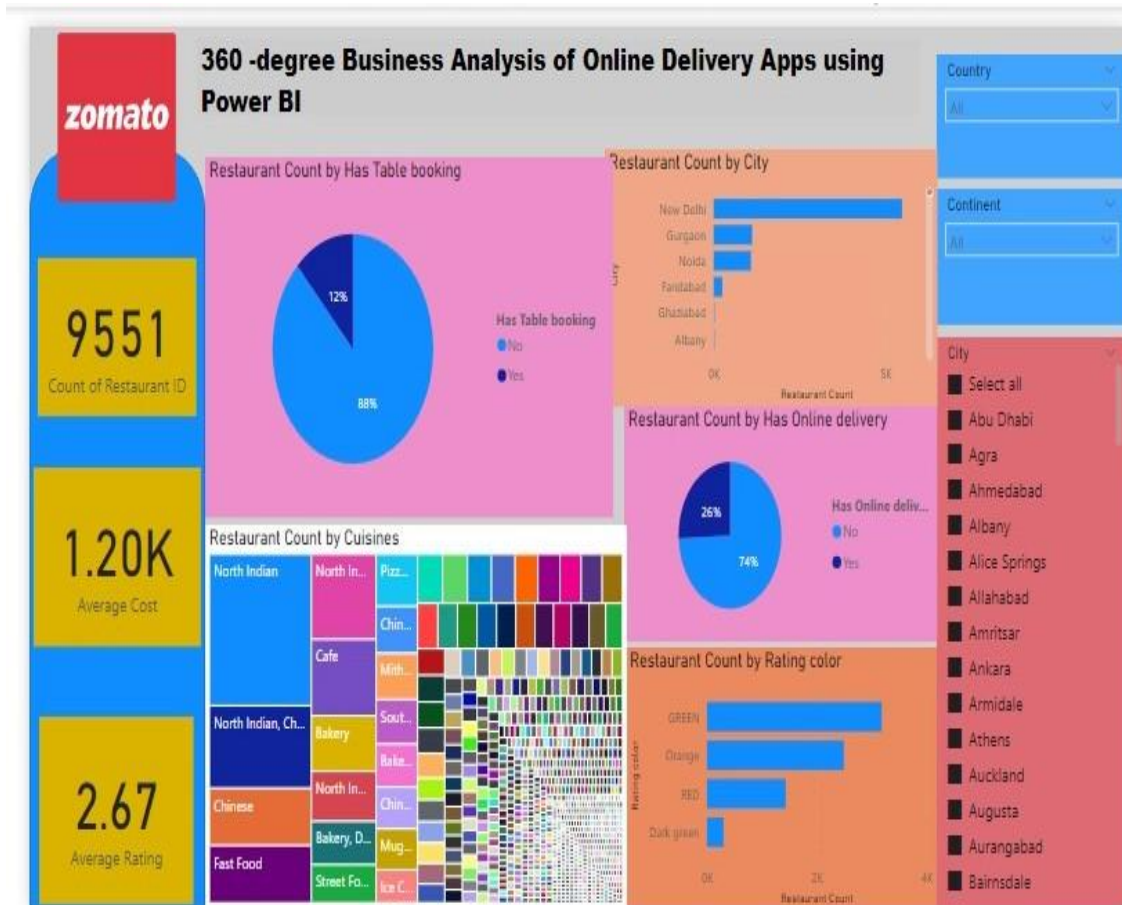 360 -degree Business Analysis of Online Delivery Apps using
Power BI
zomato
9551
Count of Restaurant ID
1.20K
Average Cost
2.67
Average Rating
Restaurant Count by Has Table booking
12%
88%
Has Table booking
No
Yes
Restaurant Count by City
New Delhi
Gurgaon
Noida
Faridabad
Ghaziabad
Albany
City
0K
5K
Restaurant Count
Restaurant Count by Has Online delivery
26%
74%
Has Online deliv...
No
Yes
Restaurant Count by Cuisines
North Indian
North Indian, Ch...
Chinese
Fast Food
North In...
Cafe
Bakery
North In...
Bakery, D...
Street Fo...
Pizz...
Chin...
Mith...
Sout...
Bake...
Chin...
Mug...
Ice C...
Restaurant Count by Rating color
Rating color
GREEN
Orange
RED
Dark green
0K
2K
4K
Restaurant Count
Country
All
Continent
All
City
Select all
Abu Dhabi
Agra
Ahmedabad
Albany
Alice Springs
Allahabad
Amritsar
Ankara
Armidale
Athens
Auckland
Augusta
Aurangabad
Bairnsdale